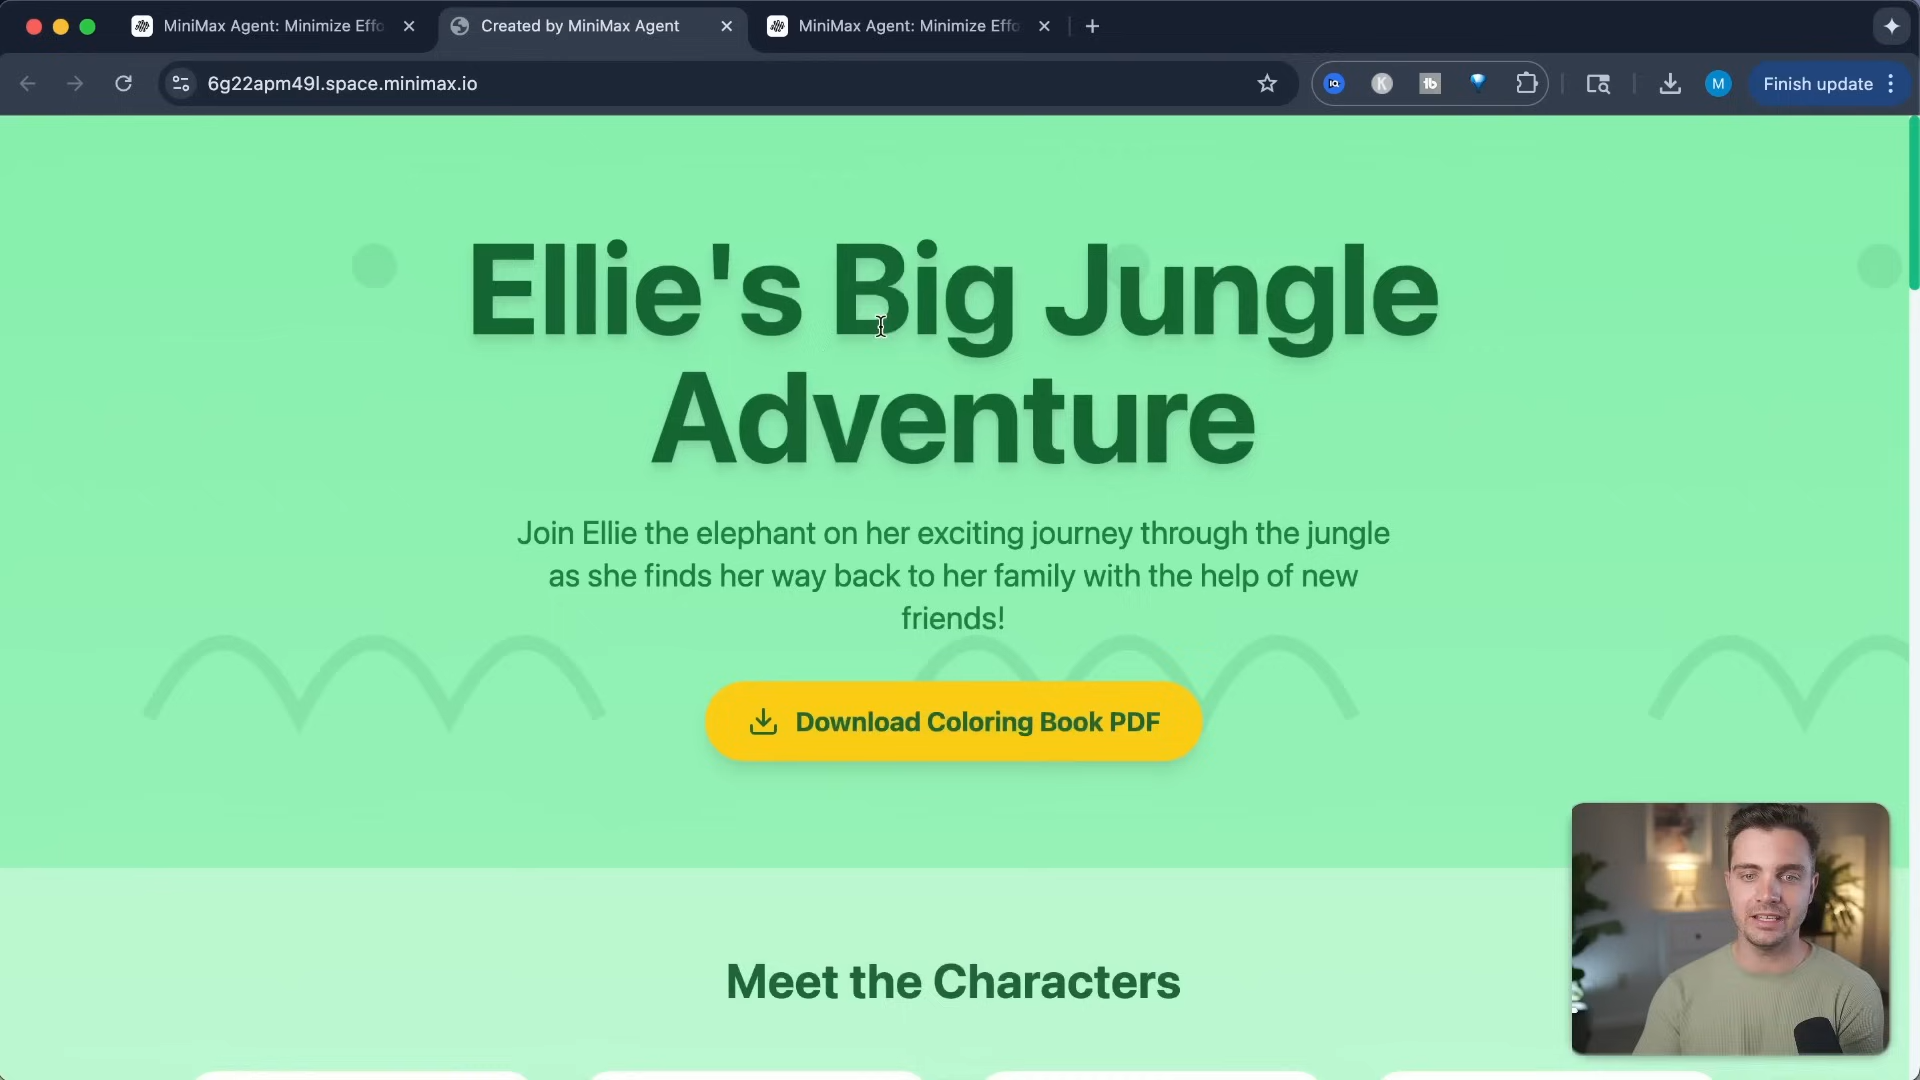 MiniMax Agent: Minimize Effo
Created by MiniMax Agent
MiniMax Agent: Minimize Effo
6g22apm49l.space.minimax.io
IQ
K
tb
M
Finish update
Ellie's Big Jungle
Adventure
Join Ellie the elephant on her exciting journey through the jungle
as she finds her way back to her family with the help of new
friends!
Download Coloring Book PDF
Meet the Characters